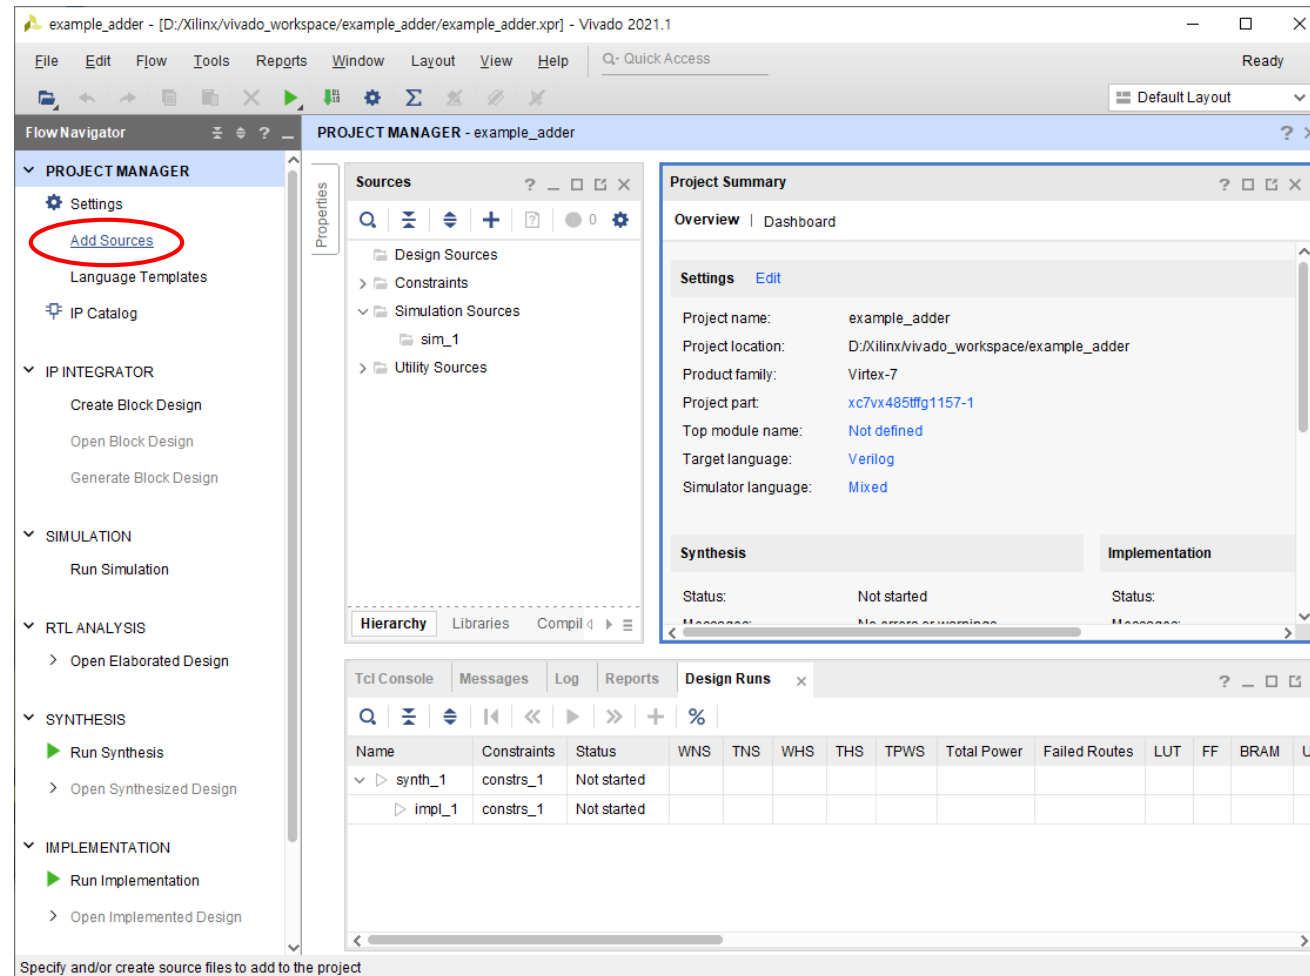 example_adder - [D:/Xilinx/vivado_workspace/example_adder/example_adder.xpr] - Vivado 2021.1
File Edit Flow Tools Reports Window Layout View Help Q- Quick Access Ready
Default Layout
Flow Navigator
PROJECT MANAGER
Settings
Add Sources
Language Templates
IP Catalog
IP INTEGRATOR
Create Block Design
Open Block Design
Generate Block Design
SIMULATION
Run Simulation
RTL ANALYSIS
Open Elaborated Design
SYNTHESIS
Run Synthesis
Open Synthesized Design
IMPLEMENTATION
Run Implementation
Open Implemented Design
PROJECT MANAGER - example_adder
Properties
Sources
0
Design Sources
Constraints
Simulation Sources
sim_1
Utility Sources
Hierarchy Libraries Compil
Project Summary
Overview | Dashboard
Settings Edit
Project name: example_adder
Project location: D:/Xilinx/vivado_workspace/example_adder
Product family: Virtex-7
Project part: xc7vx485tffg1157-1
Top module name: Not defined
Target language: Verilog
Simulator language: Mixed
Synthesis Implementation
Status: Not started Status:
Messages: No errors or warnings Messages:
Tcl Console Messages Log Reports Design Runs
Name Constraints Status WNS TNS WHS THS TPWS Total Power Failed Routes LUT FF BRAM U
synth_1 constrs_1 Not started
impl_1 constrs_1 Not started
Specify and/or create source files to add to the project